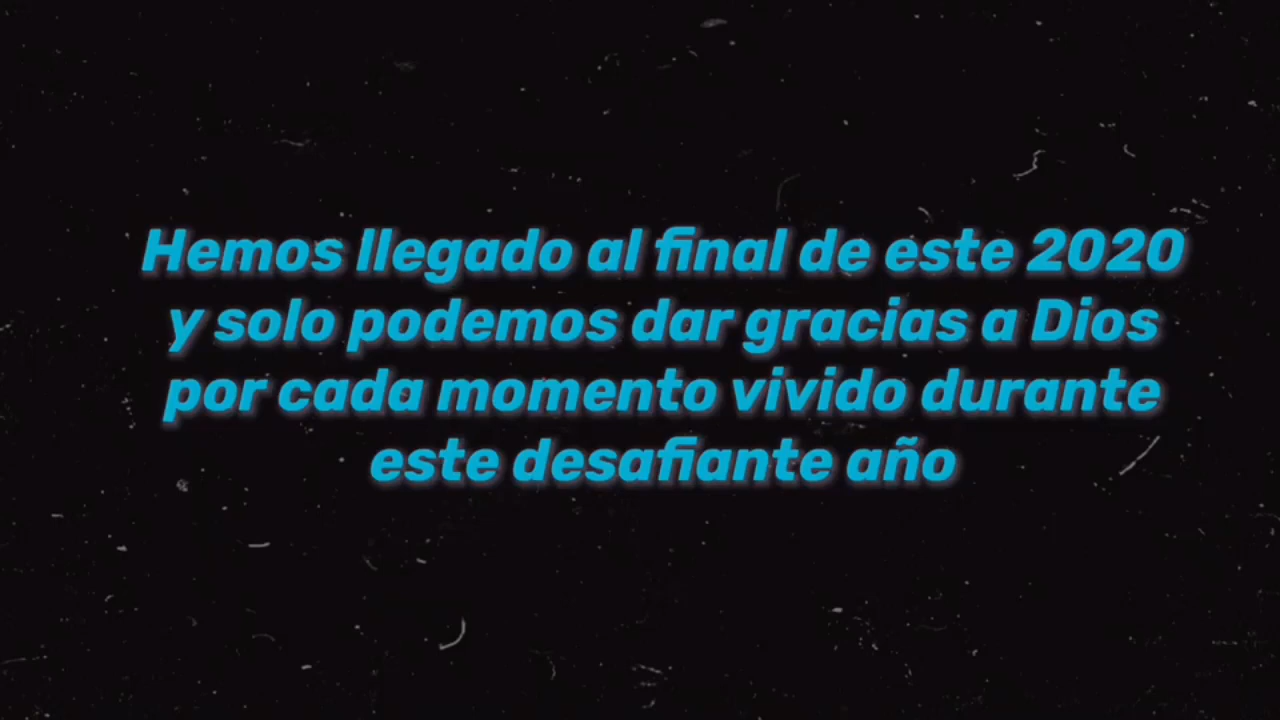 Hemos llegado al final de este 2020
y solo podemos dar gracias a Dios
por cada momento vivido durante
este desafiante año